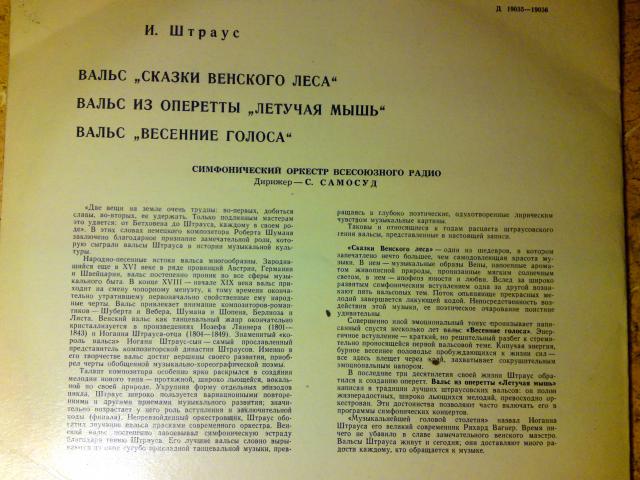 Д 19035—19036
И. Штраус
ВАЛЬС „СКАЗКИ ВЕНСКОГО ЛЕСА“
ВАЛЬС ИЗ ОПЕРЕТТЫ „ЛЕТУЧАЯ МЫШЬ“
ВАЛЬС „ВЕСЕННИЕ ГОЛОСА“
СИМФОНИЧЕСКИЙ ОРКЕСТР ВСЕСОЮЗНОГО РАДИО
Дирижер — С. САМОСУД
«Две вещи на земле очень трудны: во-первых, добиться
славы, во-вторых, ее удержать. Только подлинным мастерам
это удается: от Бетховена до Штрауса, каждому в своем ро-
де». В этих словах немецкого композитора Роберта Шумана
заключено благодарное признание замечательной роли, кото-
рую сыграли вальсы Штрауса в истории музыкальной куль-
туры.
Народно-песенные истоки вальса многообразны. Зародив-
шийся еще в XVI веке в ряде провинций Австрии, Германии
и Швейцарии, вальс постепенно проник во все сферы музы-
кального быта. В конце XVIII — начале XIX века вальс при-
ходит на смену чопорному менуэту, к тому времени оконча-
тельно утратившему первоначально свойственные ему народ-
ные черты. Вальс привлекает внимание композиторов-роман-
тиков — Шуберта и Вебера, Шумана и Шопена, Берлиоза и
Листа. Венский вальс как танцевальный жанр окончательно
кристаллизуется в произведениях Иозефа Ланнера (1801—
1843) и Иоганна Штрауса-отца (1804—1849). Знаменитый «ко-
роль вальса» Иоганн Штраус-сын — самый прославленный
представитель композиторской династии Штраусов. Именно в
его творчестве вальс достиг вершины своего развития, приоб-
рел черты обобщенной музыкально-хореографической поэмы.
Талант композитора особенно ярко раскрылся в создании
мелодии нового типа — протяжной, широко льющейся, вокаль-
ной по своей природе. Укрупняя форму отдельных эпизодов
цикла, Штраус широко пользуется вариационными повторе-
ниями и другими приемами музыкального развития; значи-
тельно возрастает у него роль вступления и заключительной
коды (финала). Непревзойденный оркестровщик, Штраус обо-
гатил звучание вальса красками современного оркестра. Вен-
ский вальс постепенно завоевывал симфоническую эстраду
благодаря гению Штрауса. Его лучшие вальсы словно выры-
ваются из сугубо прикладной танцевальной музыки, прев-
ращаясь в глубоко поэтические, одухотворенные лирическим
чувством музыкальные картины.
Таковы и относящиеся к годам расцвета штраусовского
гения вальсы, представленные в настоящей записи.
«Сказки Венского леса» — один из шедевров, в котором
запечатлено нечто большее, чем самодовлеющая красота му-
зыки. В нем — музыкальные образы Вены, напоенные арома-
том живописной природы, пронизанные мягким солнечным
светом, в нем — апофеоз юности и любви. Вслед за широко
развитым симфоническим вступлением одна за другой возни-
кают пять вальсовых тем. Поток опьяняюще прекрасных ме-
лодий завершается ликующей кодой. Непосредственность воз-
действия этой музыки, ее поэтическое очарование поистине
удивительны.
Совершенно иной эмоциональный тонус пронизывает напи-
санный спустя несколько лет вальс «Весенние голоса». Энер-
гичное вступление — краткий, но решительный разбег к стреми-
тельно проносящейся первой вальсовой теме. Кипучая энергия,
бурное весеннее половодье пробуждающихся к жизни сил —
все здесь плещет через край, захватывает сокрушительным
эмоциональным напором.
В последние три десятилетия своей жизни Штраус обра-
тился к созданию оперетт. Вальс из оперетты «Летучая мышь»
написан в традиции лучших штраусовских вальсов: он полон
жизнерадостных, широко льющихся мелодий, превосходно ор-
кестрован. Эти достоинства позволяют часто включать его в
программы симфонических концертов.
«Музыкальнейшей головой столетия» назвал Иоганна
Штрауса его великий современник Рихард Вагнер. Время ни-
чего не убавило в славе замечательного венского маэстро.
Вальсы Штрауса живут и сегодня; они доставляют много ра-
дости каждому, кто обращается к музыке.